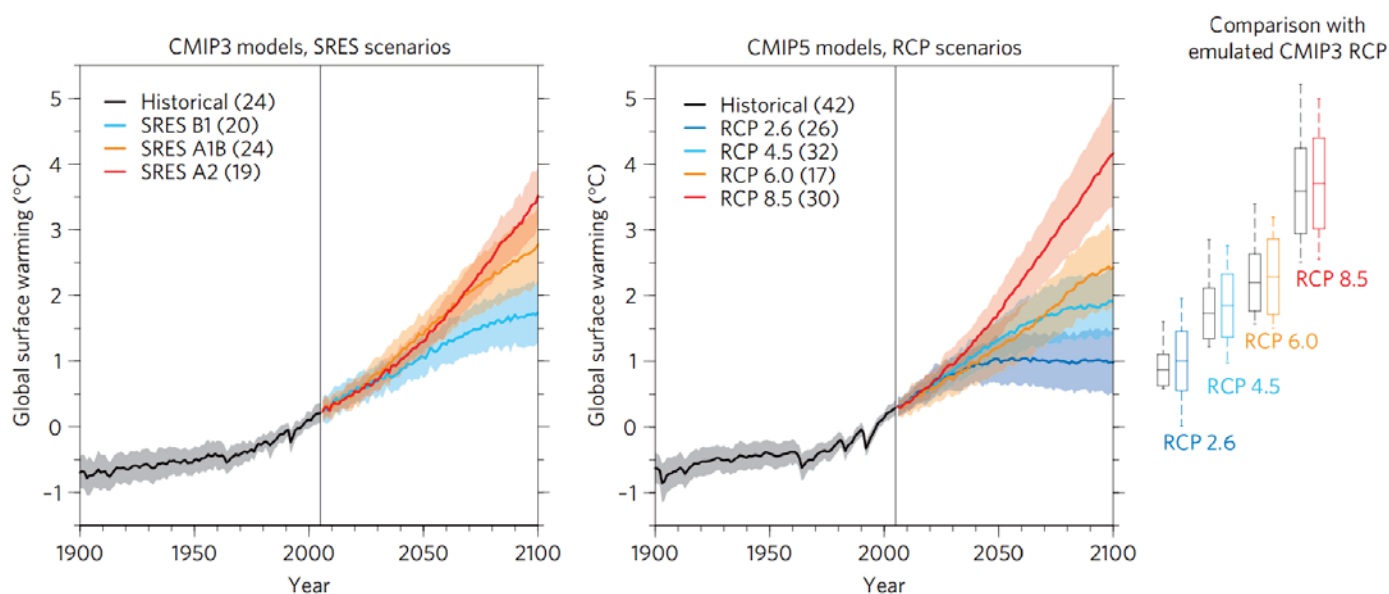 CMIP3 models, SRES scenarios
Global surface warming (°C)
5
4
3
2
1
0
-1
Historical (24)
SRES B1 (20)
SRES A1B (24)
SRES A2 (19)
1900 1950 2000 2050 2100
Year
CMIP5 models, RCP scenarios
Global surface warming (°C)
5
4
3
2
1
0
-1
Historical (42)
RCP 2.6 (26)
RCP 4.5 (32)
RCP 6.0 (17)
RCP 8.5 (30)
1900 1950 2000 2050 2100
Year
Comparison with
emulated CMIP3 RCP
RCP 8.5
RCP 6.0
RCP 4.5
RCP 2.6